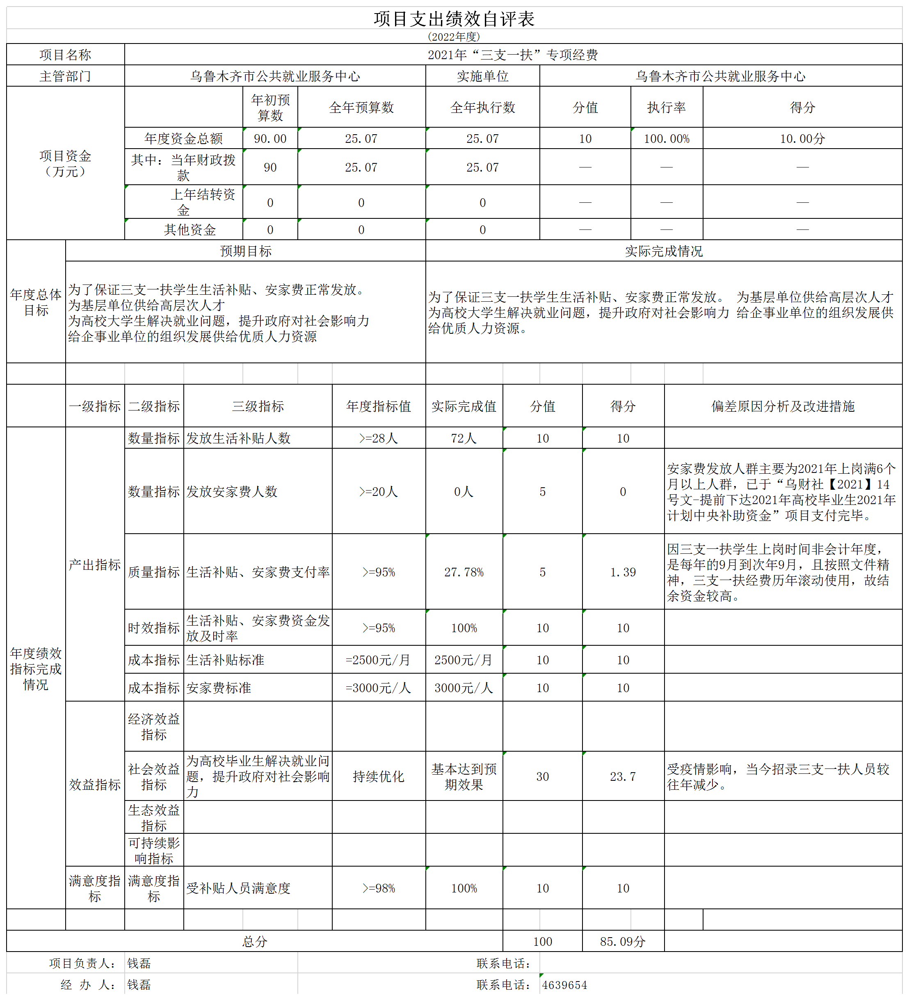 项目支出绩效自评表
(2022年度)
项目名称 2021年“三支一扶”专项经费
主管部门 乌鲁木齐市公共就业服务中心 实施单位 乌鲁木齐市公共就业服务中心
项目资金
（万元）
年初预
算数
全年预算数 全年执行数 分值 执行率 得分
年度资金总额 90.00 25.07 25.07 10 100.00% 10.00分
其中：当年财政拨
款
90 25.07 25.07 — — —
上年结转资
金
0 0 0 — — —
其他资金 0 0 0 — — —
年度总体
目标
预期目标 实际完成情况
为了保证三支一扶学生生活补贴、安家费正常发放。
为基层单位供给高层次人才
为高校大学生解决就业问题，提升政府对社会影响力
给企事业单位的组织发展供给优质人力资源
为了保证三支一扶学生生活补贴、安家费正常发放。 为基层单位供给高层次人才
为高校大学生解决就业问题，提升政府对社会影响力 给企事业单位的组织发展供
给优质人力资源。
一级指标 二级指标 三级指标 年度指标值 实际完成值 分值 得分 偏差原因分析及改进措施
年度绩效
指标完成
情况
产出指标
数量指标 发放生活补贴人数 >=28人 72人 10 10
数量指标 发放安家费人数 >=20人 0人 5 0
安家费发放人群主要为2021年上岗满6个
月以上人群，已于“乌财社【2021】14
号文-提前下达2021年高校毕业生2021年
计划中央补助资金”项目支付完毕。
质量指标 生活补贴、安家费支付率 >=95% 27.78% 5 1.39
因三支一扶学生上岗时间非会计年度，
是每年的9月到次年9月，且按照文件精
神，三支一扶经费历年滚动使用，故结
余资金较高。
时效指标
生活补贴、安家费资金发
放及时率
>=95% 100% 10 10
成本指标 生活补贴标准 =2500元/月 2500元/月 10 10
成本指标 安家费标准 =3000元/人 3000元/人 10 10
效益指标
经济效益
指标
社会效益
指标
为高校毕业生解决就业问
题，提升政府对社会影响
力
持续优化
基本达到预
期效果
30 23.7
受疫情影响，当今招录三支一扶人员较
往年减少。
生态效益
指标
可持续影
响指标
满意度指
标
满意度指
标
受补贴人员满意度 >=98% 100% 10 10
总分 100 85.09分
项目负责人： 钱磊 联系电话：
经 办 人： 钱磊 联系电话： 4639654